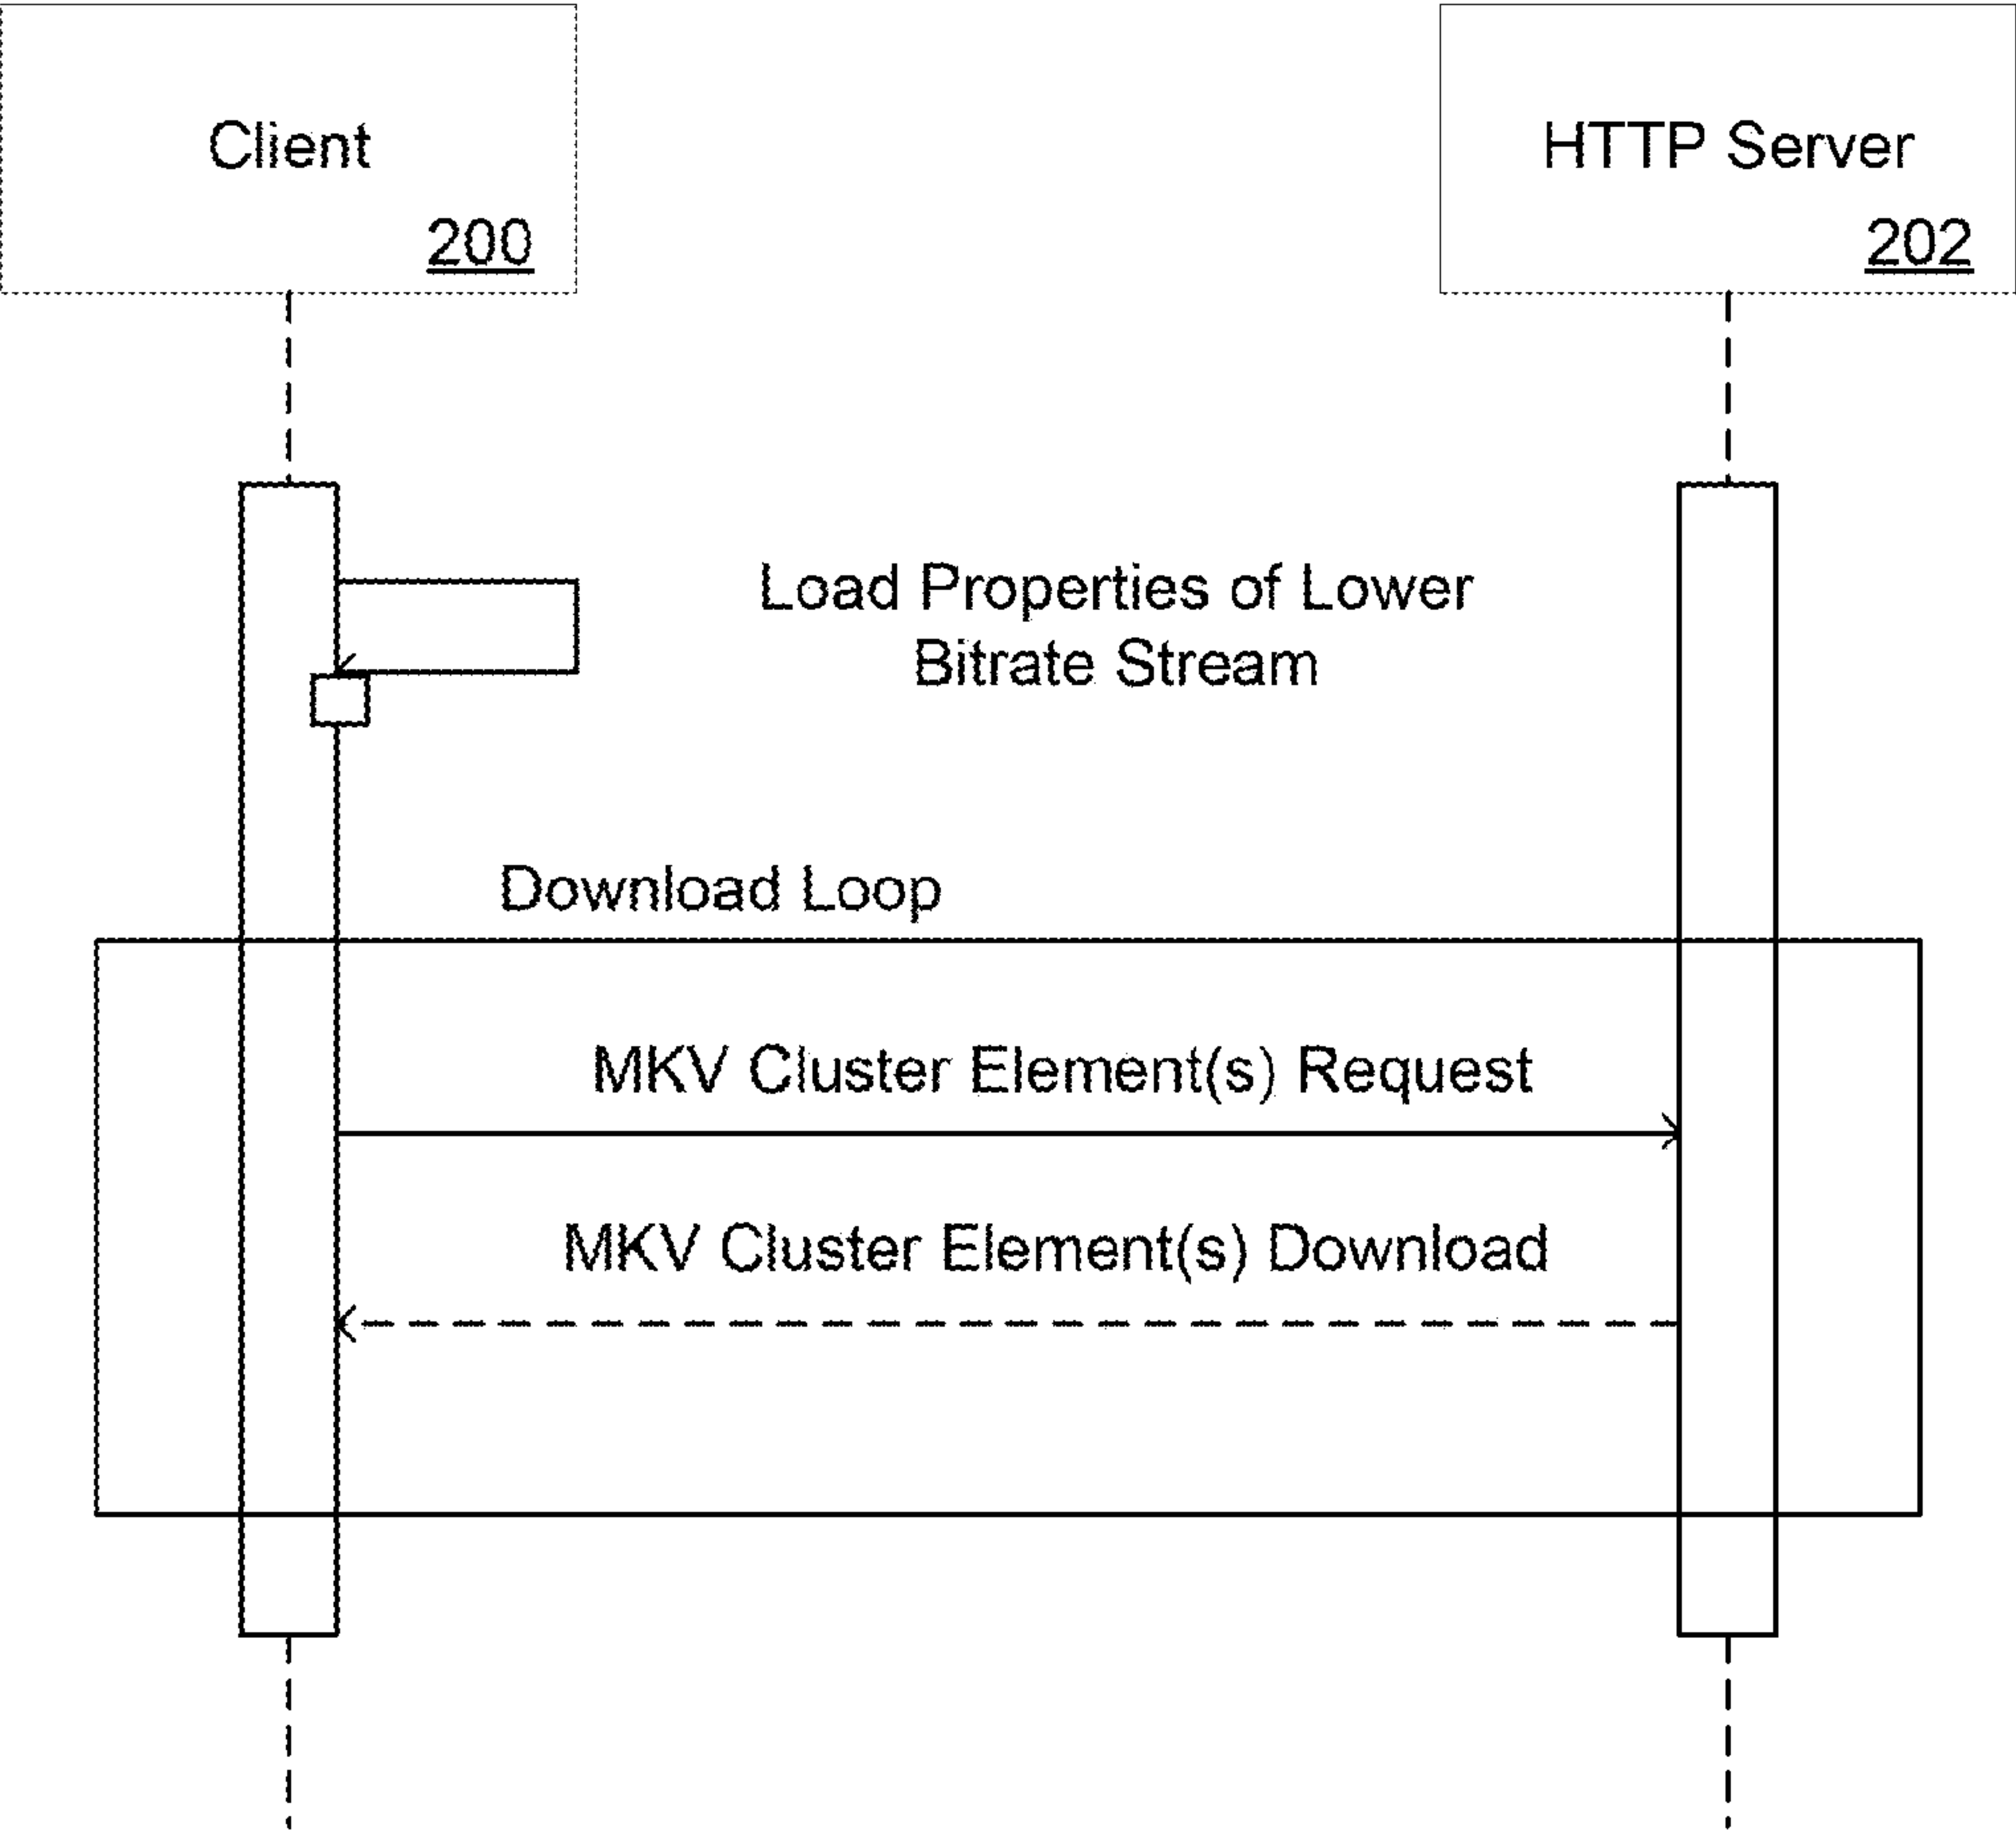 Client
200
HTTP Server
202
Load Properties of Lower
Bitrate Stream
Download Loop
MKV Cluster Element(s) Request
MKV Cluster Element(s) Download